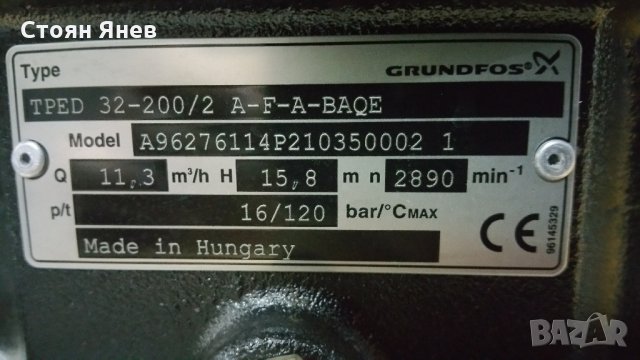 Стоян Янев
Type GRUNDFOS
TPED 32-200/2 A-F-A-BAQE
Model A96276114P210350002 1
Q 11,3 m³/h H 15,8 m n 2890 min⁻¹
p/t 16/120 bar/°CMAX
Made in Hungary CE 96145329
BAZAR